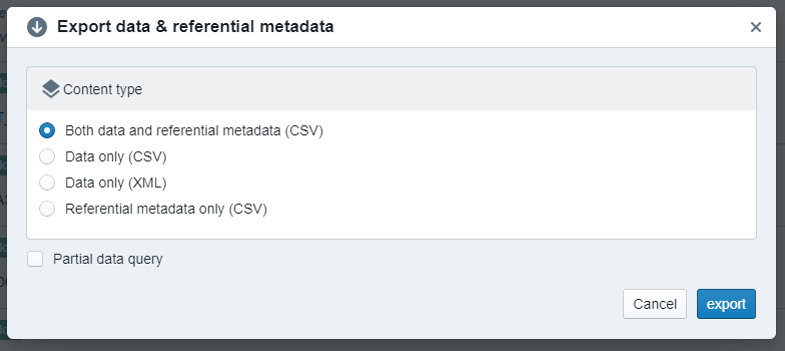 Export data & referential metadata
Content type
Both data and referential metadata (CSV)
Data only (CSV)
Data only (XML)
Referential metadata only (CSV)
Partial data query
Cancel
export